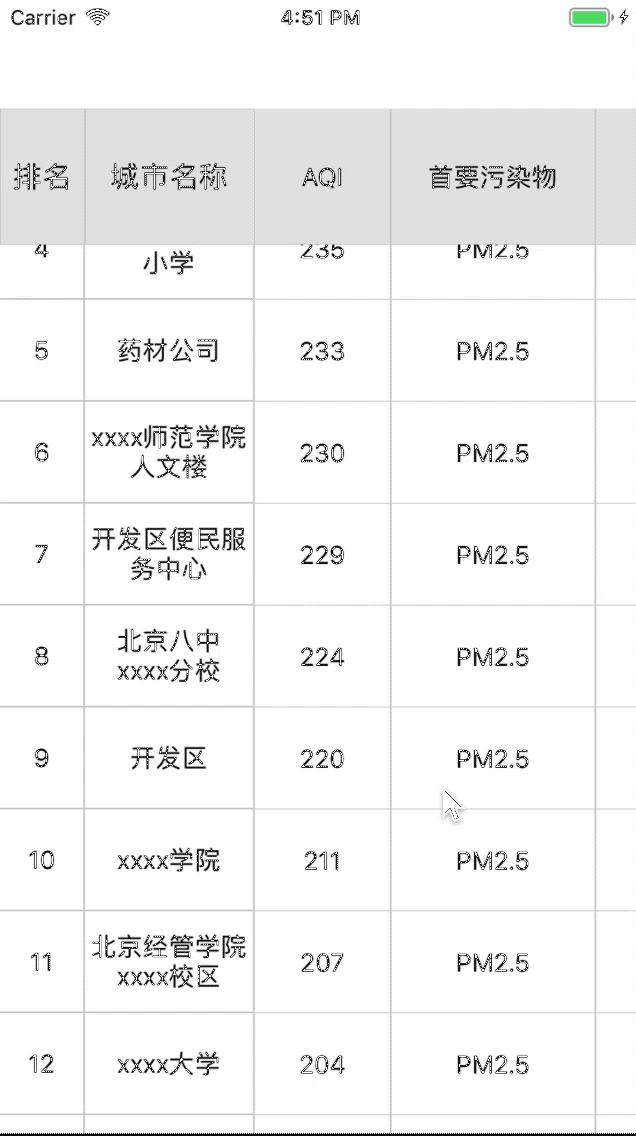 Carrier 4:51 PM
排名 城市名称 AQI 首要污染物
4 小学 235 PM2.5
5 药材公司 233 PM2.5
6 xxxx师范学院 230 PM2.5
人文楼
7 开发区便民服 229 PM2.5
务中心
8 北京八中 224 PM2.5
xxxx分校
9 开发区 220 PM2.5
10 xxxx学院 211 PM2.5
11 北京经管学院 207 PM2.5
xxxx校区
12 xxxx大学 204 PM2.5